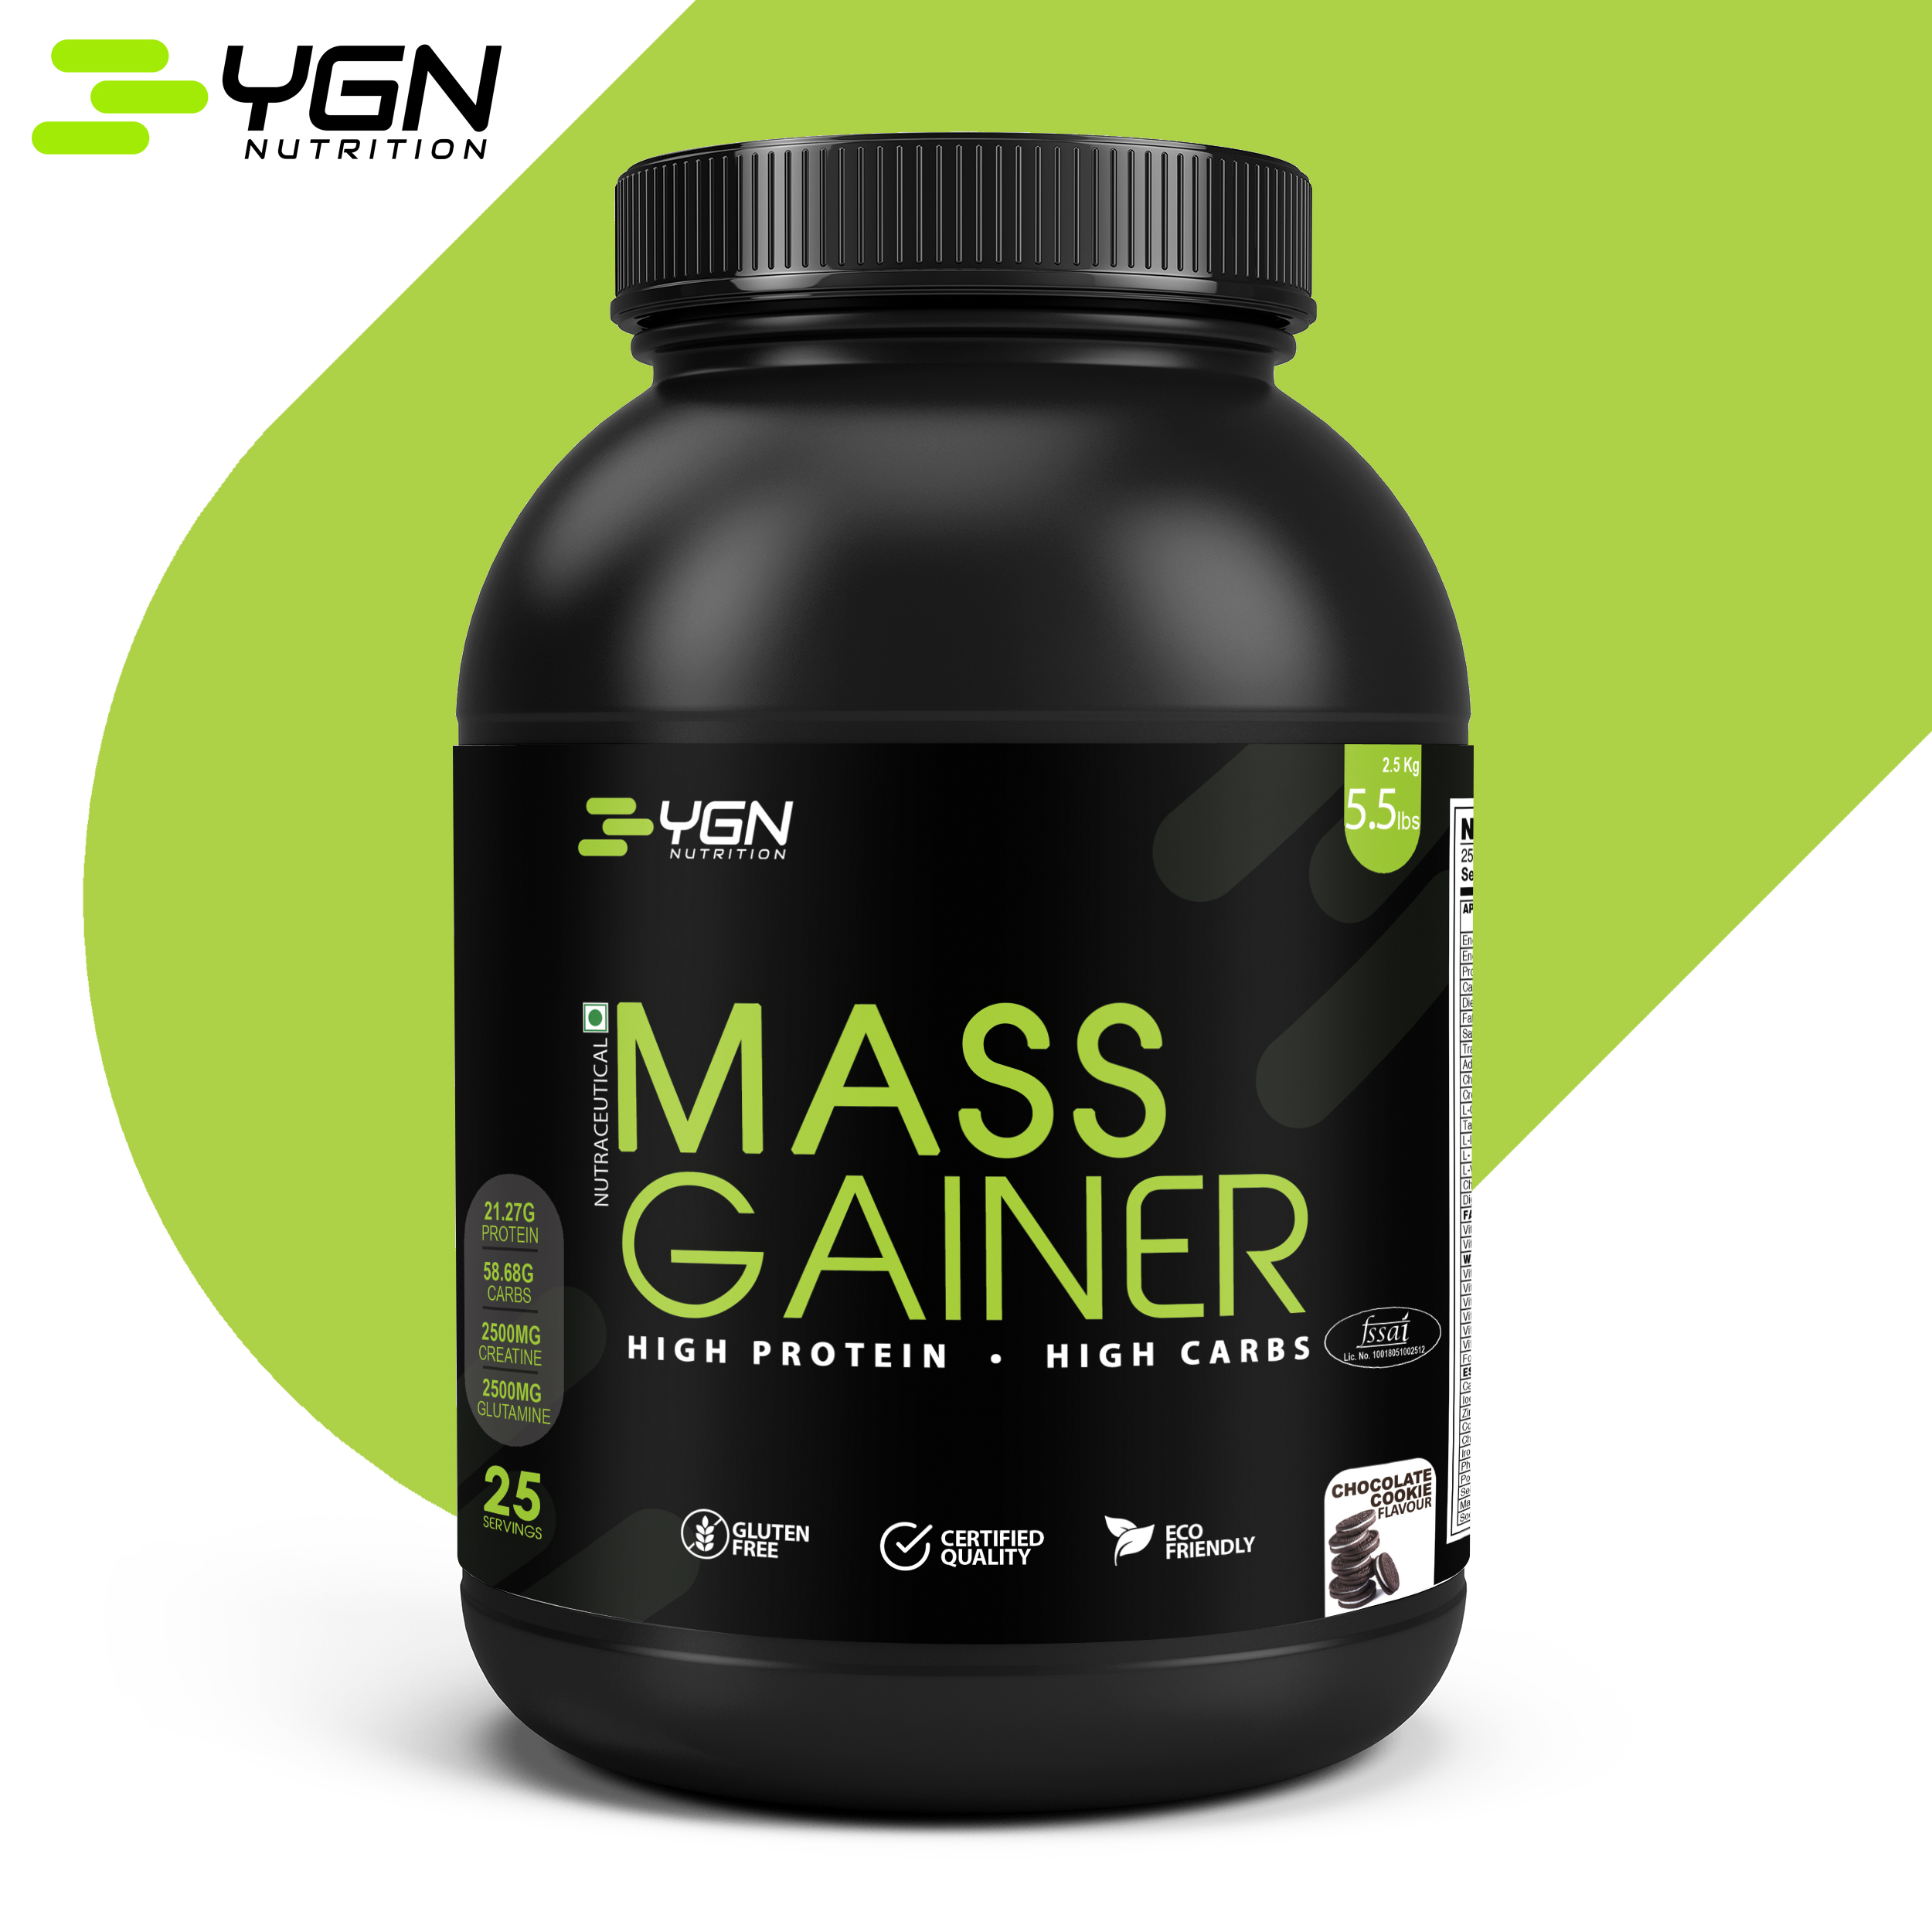 YGN
NUTRITION
YGN
NUTRITION
2.5 Kg
5.5lbs
NUTRACEUTICAL
MASS
GAINER
HIGH PROTEIN • HIGH CARBS
fssai
Lic. No. 10018051002512
21.27G
PROTEIN
58.68G
CARBS
2500MG
CREATINE
2500MG
GLUTAMINE
25
SERVINGS
GLUTEN
FREE
CERTIFIED
QUALITY
ECO
FRIENDLY
CHOCOLATE
COOKIE
FLAVOUR